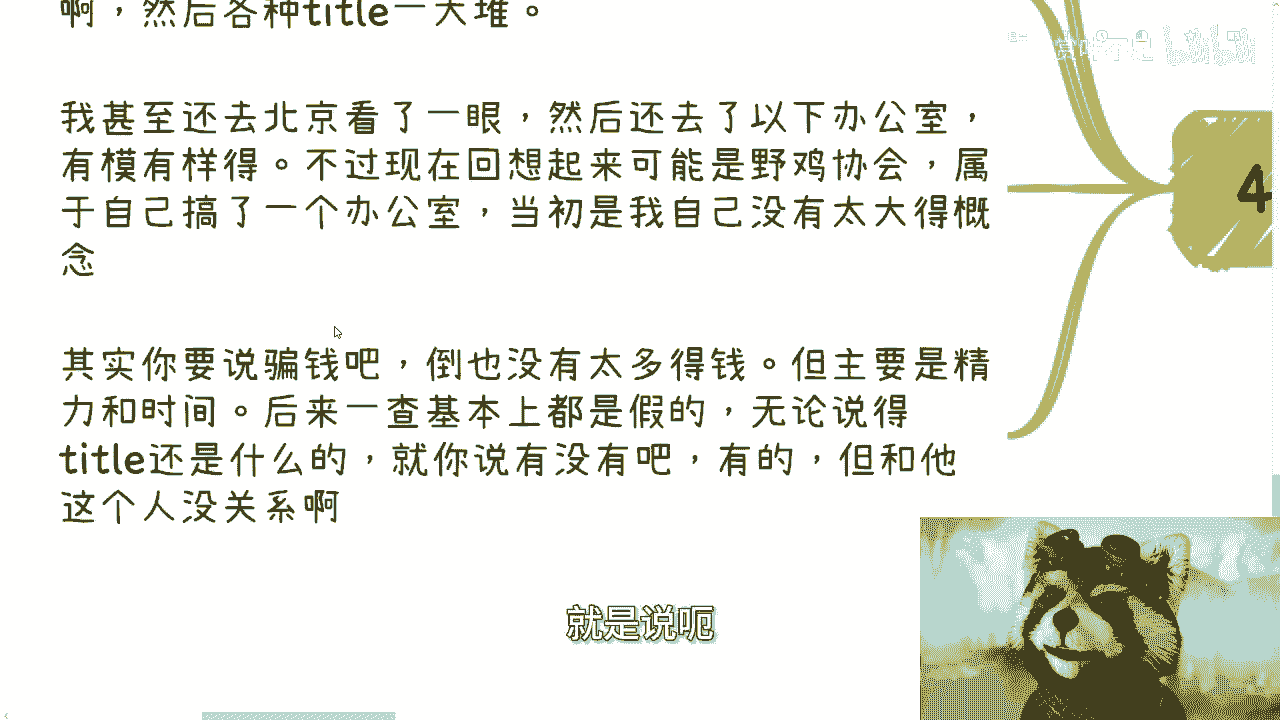 啊，然后各种title一大堆。
我甚至还去北京看了一眼，然后还去了以下办公室，
有模有样得。不过现在回想起来可能是野鸡协会，属
于自己搞了一个办公室，当初是我自己没有太大得概
念
其实你要说骗钱吧，倒也没有太多得钱。但主要是精
力和时间。后来一查基本上都是假的，无论说得
title还是什么的，就你说有没有吧，有的，但和他
这个人没关系啊
4
就是说呃